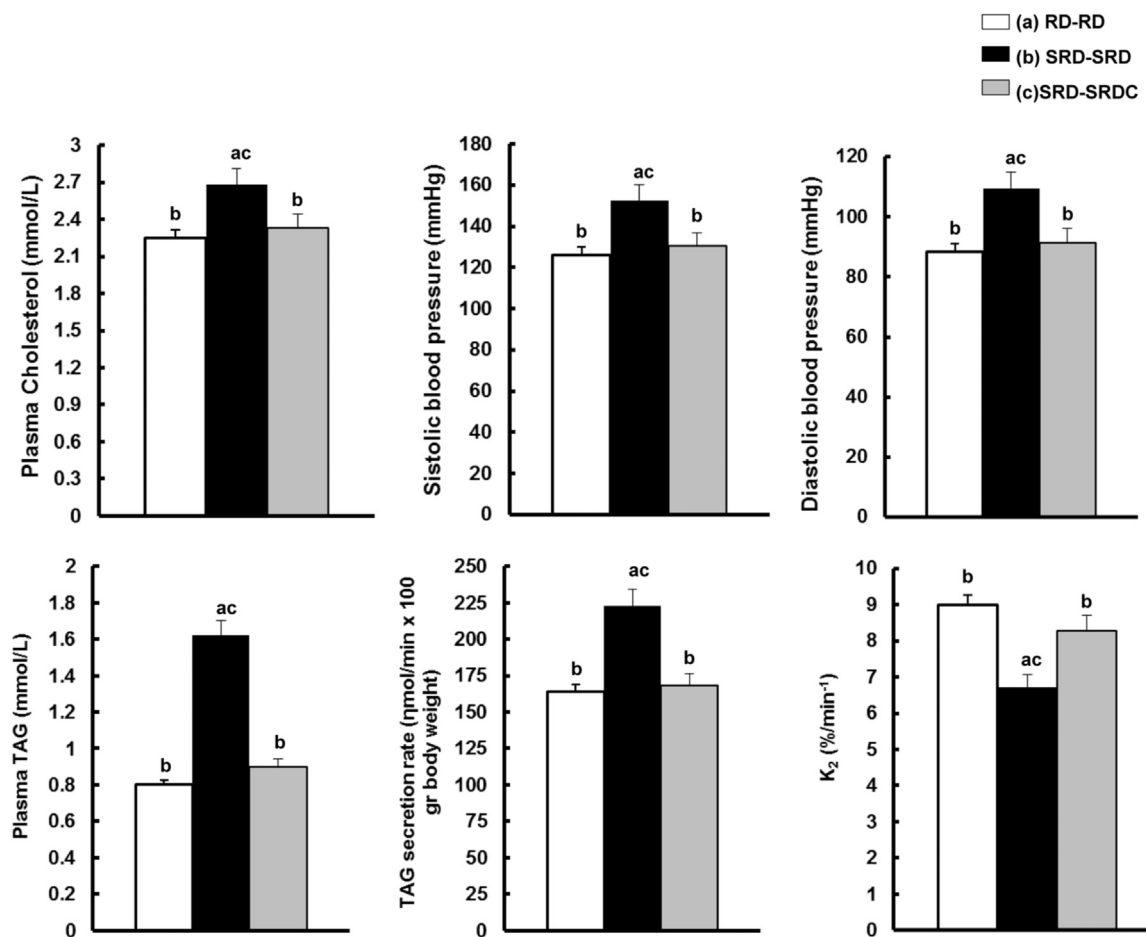 (a) RD-RD
(b) SRD-SRD
(c)SRD-SRDC
Plasma Cholesterol (mmol/L)
3
2.7
2.4
2.1
1.8
1.5
1.2
0.9
0.6
0.3
0
b
ac
b
Sistolic blood pressure (mmHg)
180
160
140
120
100
80
60
40
20
0
b
ac
b
Diastolic blood pressure (mmHg)
120
100
80
60
40
20
0
b
ac
b
Plasma TAG (mmol/L)
2
1.8
1.6
1.4
1.2
1
0.8
0.6
0.4
0.2
0
b
ac
b
TAG secretion rate (ηmol/min x 100
gr body weight)
250
225
200
175
150
125
100
75
50
25
0
b
ac
b
K₂ (%/min⁻¹)
10
9
8
7
6
5
4
3
2
1
0
b
ac
b